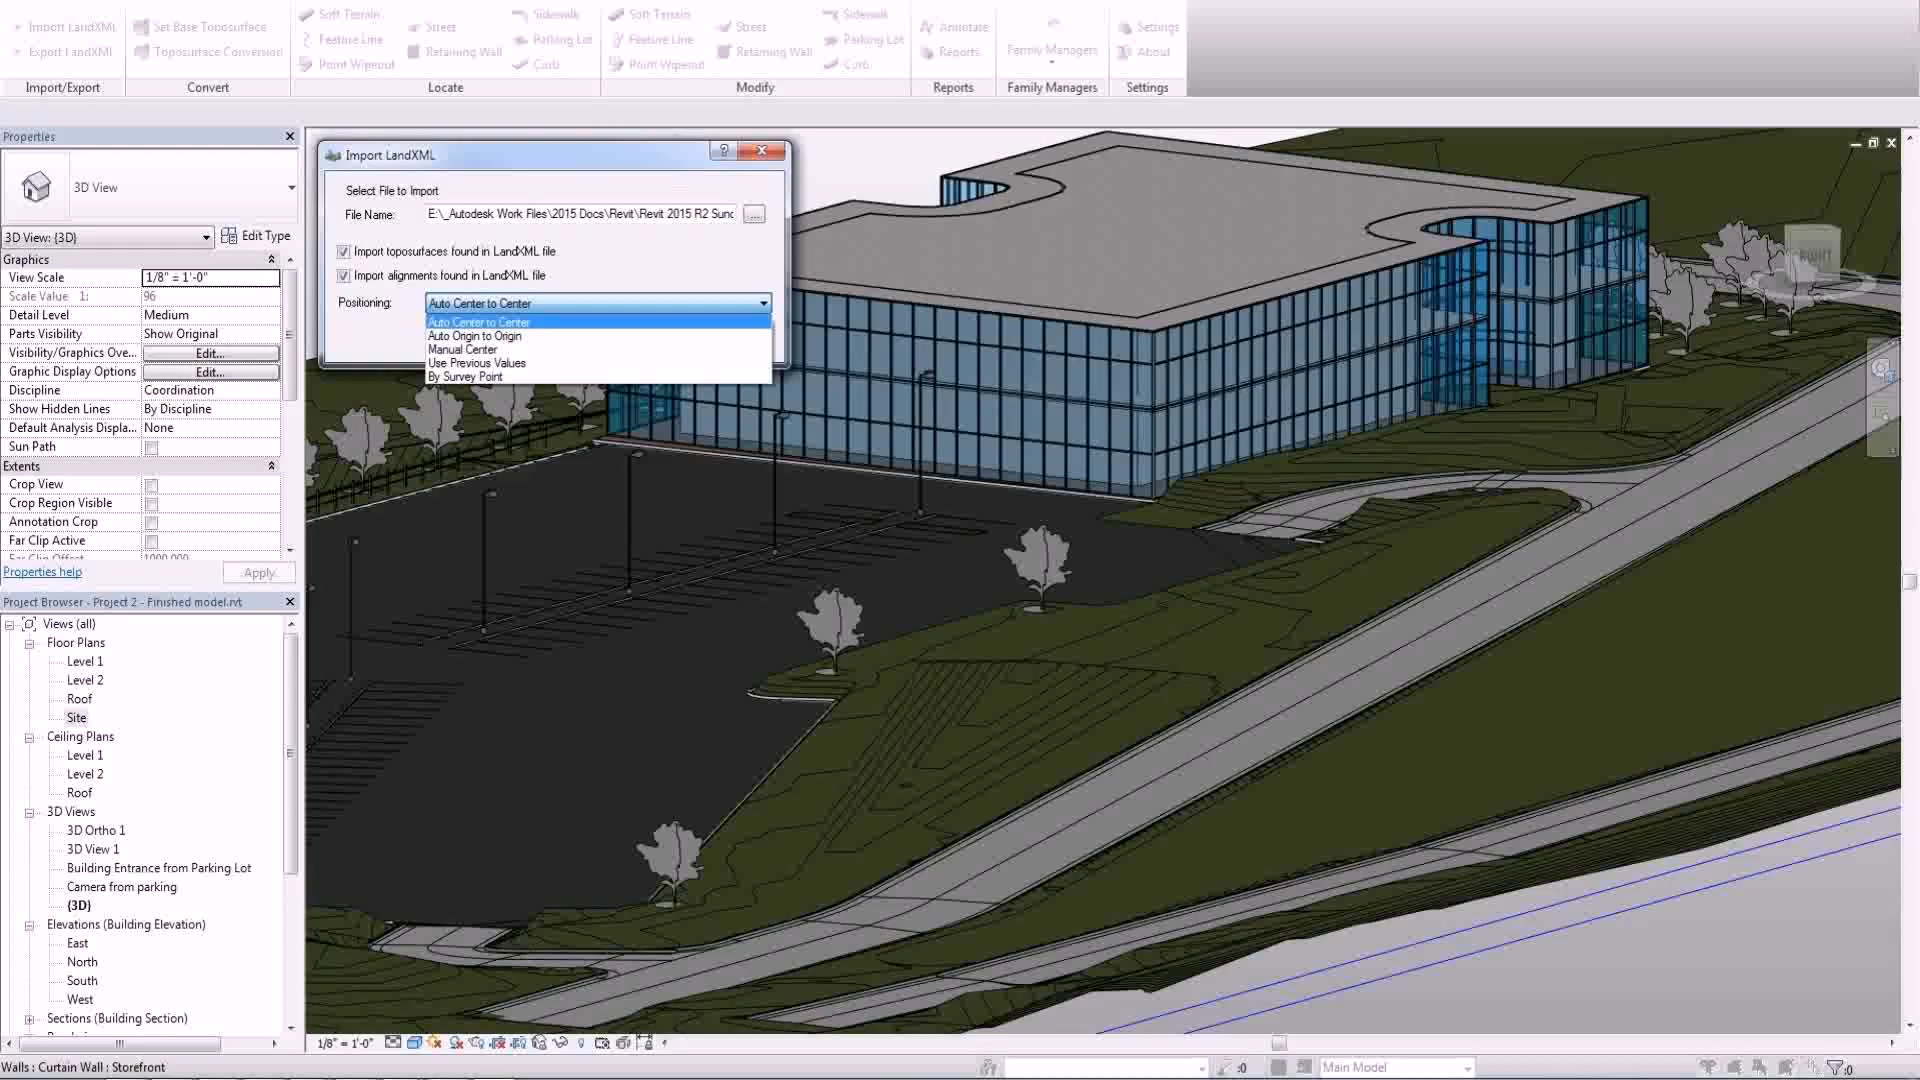 Import LandXML
Export LandXML
Import/Export
Set Base Toposurface
Toposurface Conversion
Convert
Soft Terrain
Feature Line
Point Wipeout
Street
Retaining Wall
Sidewalk
Parking Lot
Curb
Locate
Soft Terrain
Feature Line
Point Wipeout
Street
Retaining Wall
Sidewalk
Parking Lot
Curb
Modify
Annotate
Reports
Reports
Family Managers
Family Managers
Settings
About
Settings
Properties
3D View
3D View: {3D}
Edit Type
Graphics
View Scale 1/8" = 1'-0"
Scale Value 1: 96
Detail Level Medium
Parts Visibility Show Original
Visibility/Graphics Ove... Edit...
Graphic Display Options Edit...
Discipline Coordination
Show Hidden Lines By Discipline
Default Analysis Displa... None
Sun Path
Extents
Crop View
Crop Region Visible
Annotation Crop
Far Clip Active
Far Clip Offset 1000.000
Properties help
Apply
Project Browser - Project 2 - Finished model.rvt
Views (all)
Floor Plans
Level 1
Level 2
Roof
Site
Ceiling Plans
Level 1
Level 2
Roof
3D Views
3D Ortho 1
3D View 1
Building Entrance from Parking Lot
Camera from parking
{3D}
Elevations (Building Elevation)
East
North
South
West
Sections (Building Section)
Import LandXML
Select File to Import
File Name: E:\_Autodesk Work Files\2015 Docs\Revit\Revit 2015 R2 Sunc
...
Import toposurfaces found in LandXML file
Import alignments found in LandXML file
Positioning: Auto Center to Center
Auto Center to Center
Auto Origin to Origin
Manual Center
Use Previous Values
By Survey Point
1/8" = 1'-0"
Walls : Curtain Wall : Storefront
:0
Main Model
:0